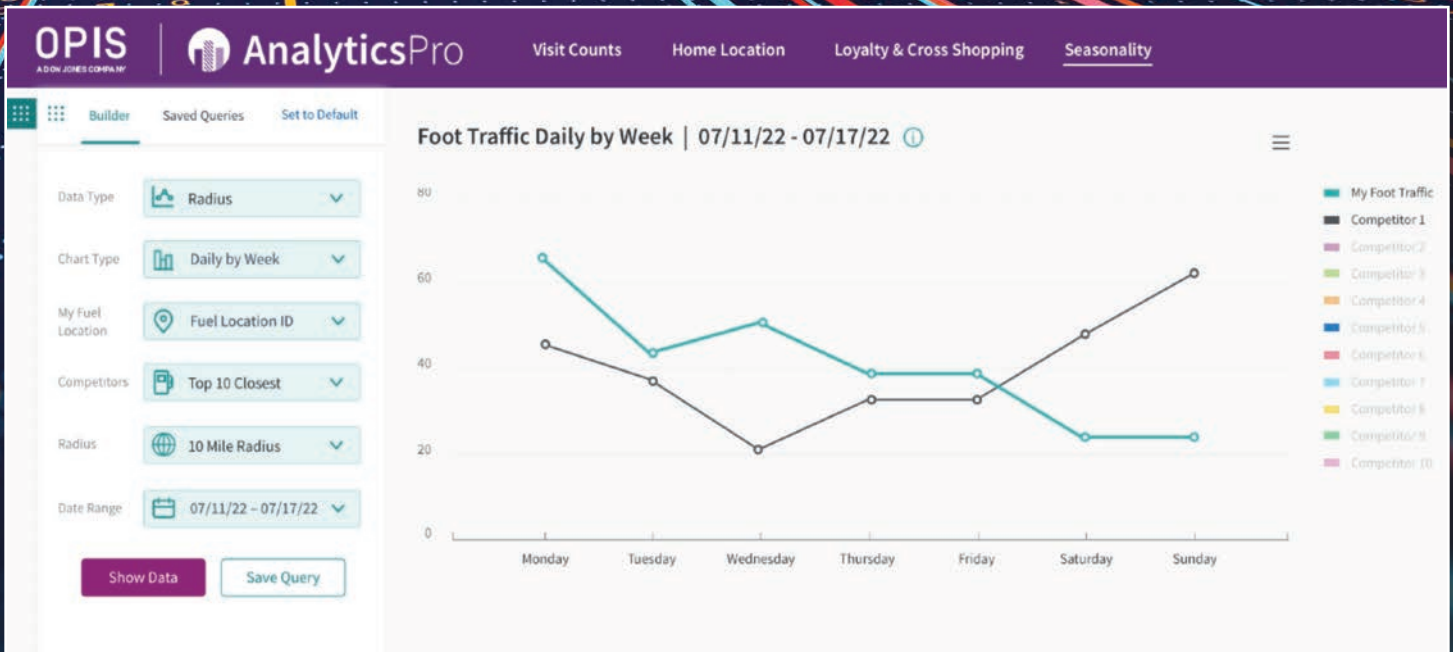 OPIS
A DOW JONES COMPANY
AnalyticsPro
Visit Counts
Home Location
Loyalty & Cross Shopping
Seasonality
Builder
Saved Queries
Set to Default
Data Type
Radius
Chart Type
Daily by Week
My Fuel
Location
Fuel Location ID
Competitors
Top 10 Closest
Radius
10 Mile Radius
Date Range
07/11/22 – 07/17/22
Show Data
Save Query
Foot Traffic Daily by Week | 07/11/22 - 07/17/22
80
60
40
20
0
Monday
Tuesday
Wednesday
Thursday
Friday
Saturday
Sunday
My Foot Traffic
Competitor 1
Competitor 2
Competitor 3
Competitor 4
Competitor 5
Competitor 6
Competitor 7
Competitor 8
Competitor 9
Competitor 10